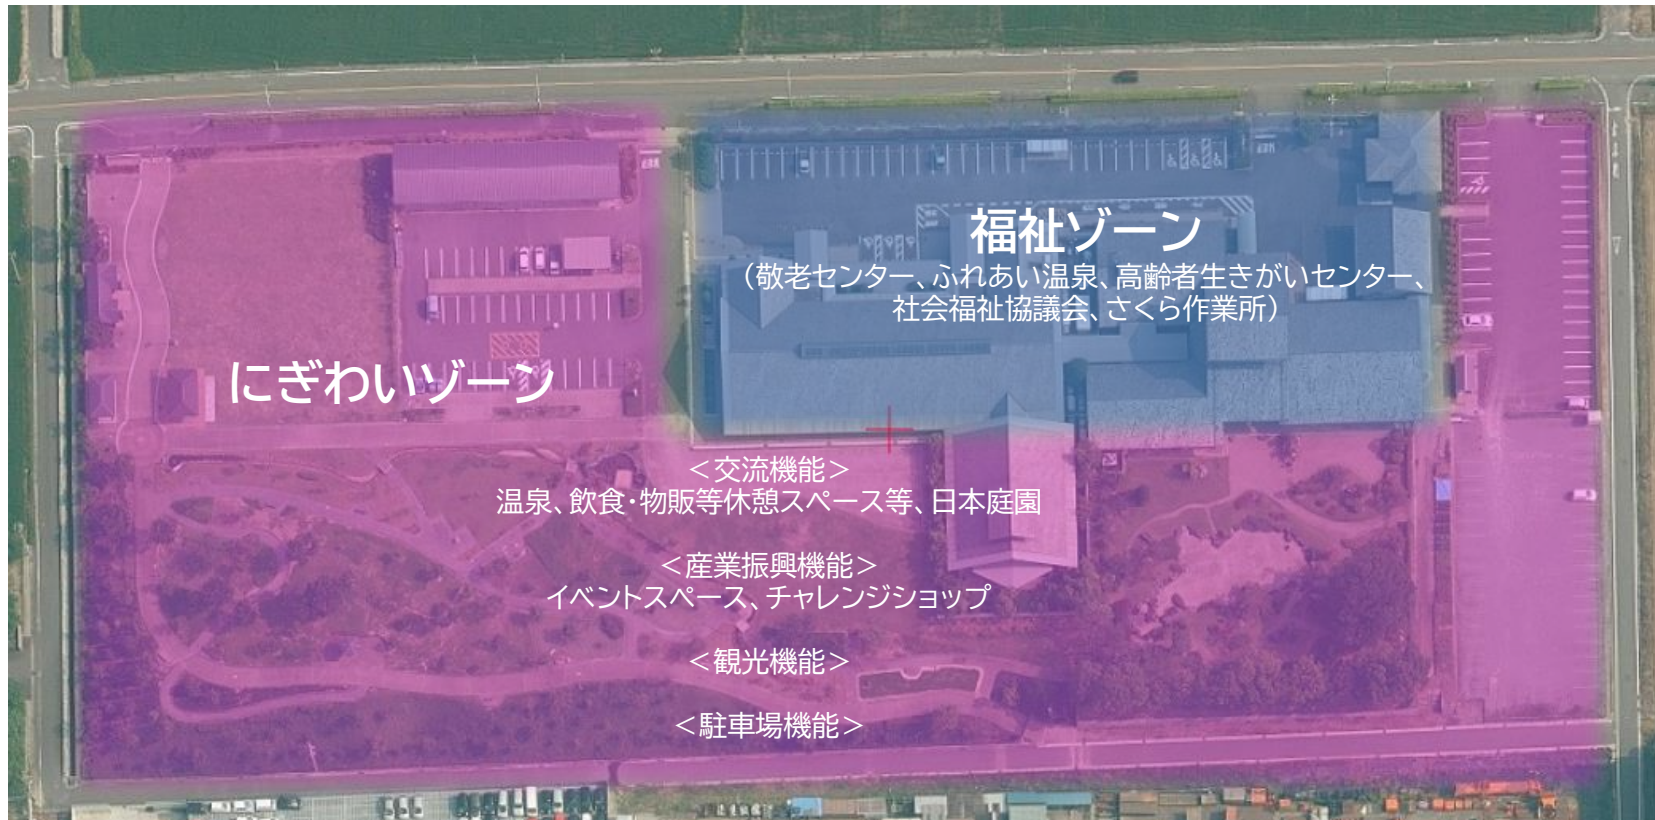 福祉ゾーン
（敬老センター、ふれあい温泉、高齢者生きがいセンター、
社会福祉協議会、さくら作業所）
にぎわいゾーン
＜交流機能＞
温泉、飲食・物販等休憩スペース等、日本庭園
＜産業振興機能＞
イベントスペース、チャレンジショップ
＜観光機能＞
＜駐車場機能＞